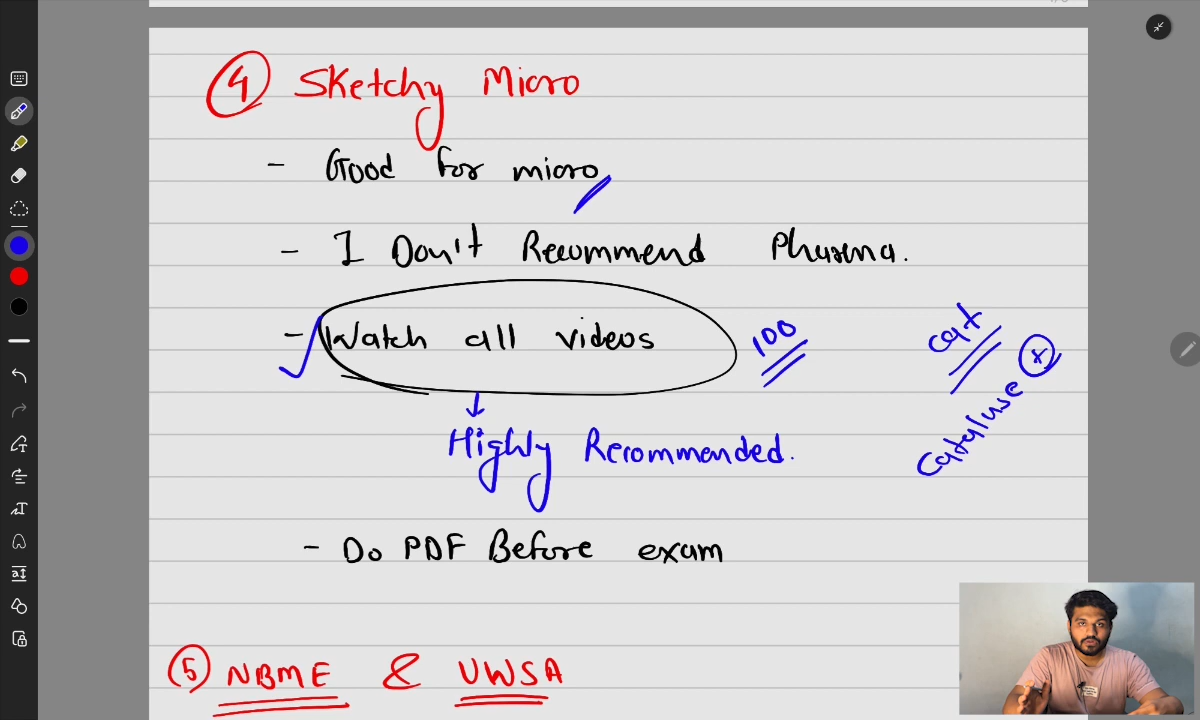 4 Sketchy Micro
- Good for micro
- I Don't Recommend Pharma.
- Watch all videos 100
cat
Catalase +
Highly Recommended.
- Do PDF Before exam
5 NBME & UWSA